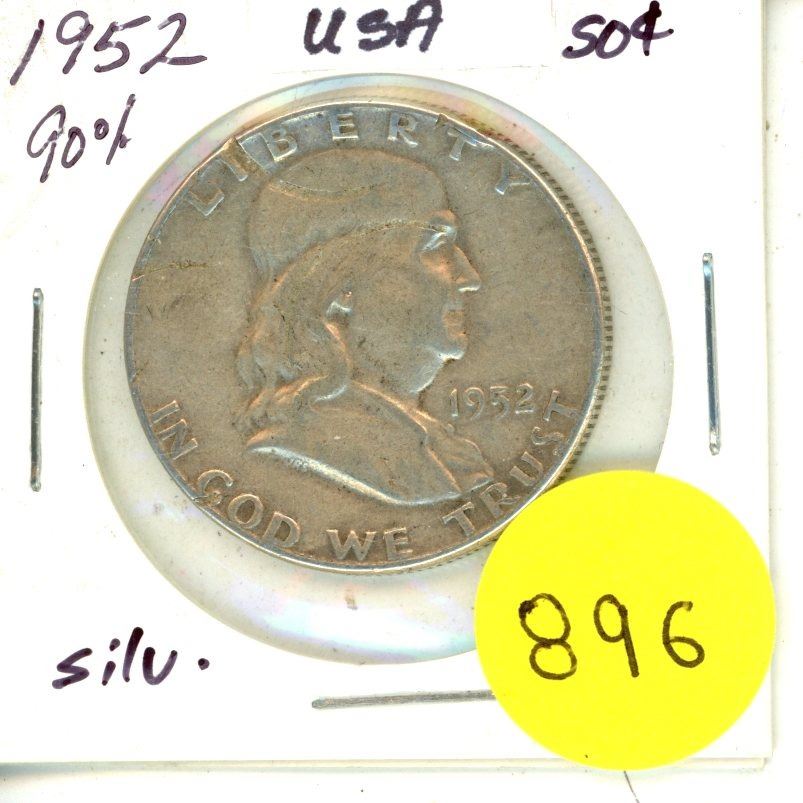 1952 USA 50¢
90%
LIBERTY
1952
IN GOD WE TRUST
silv.
896